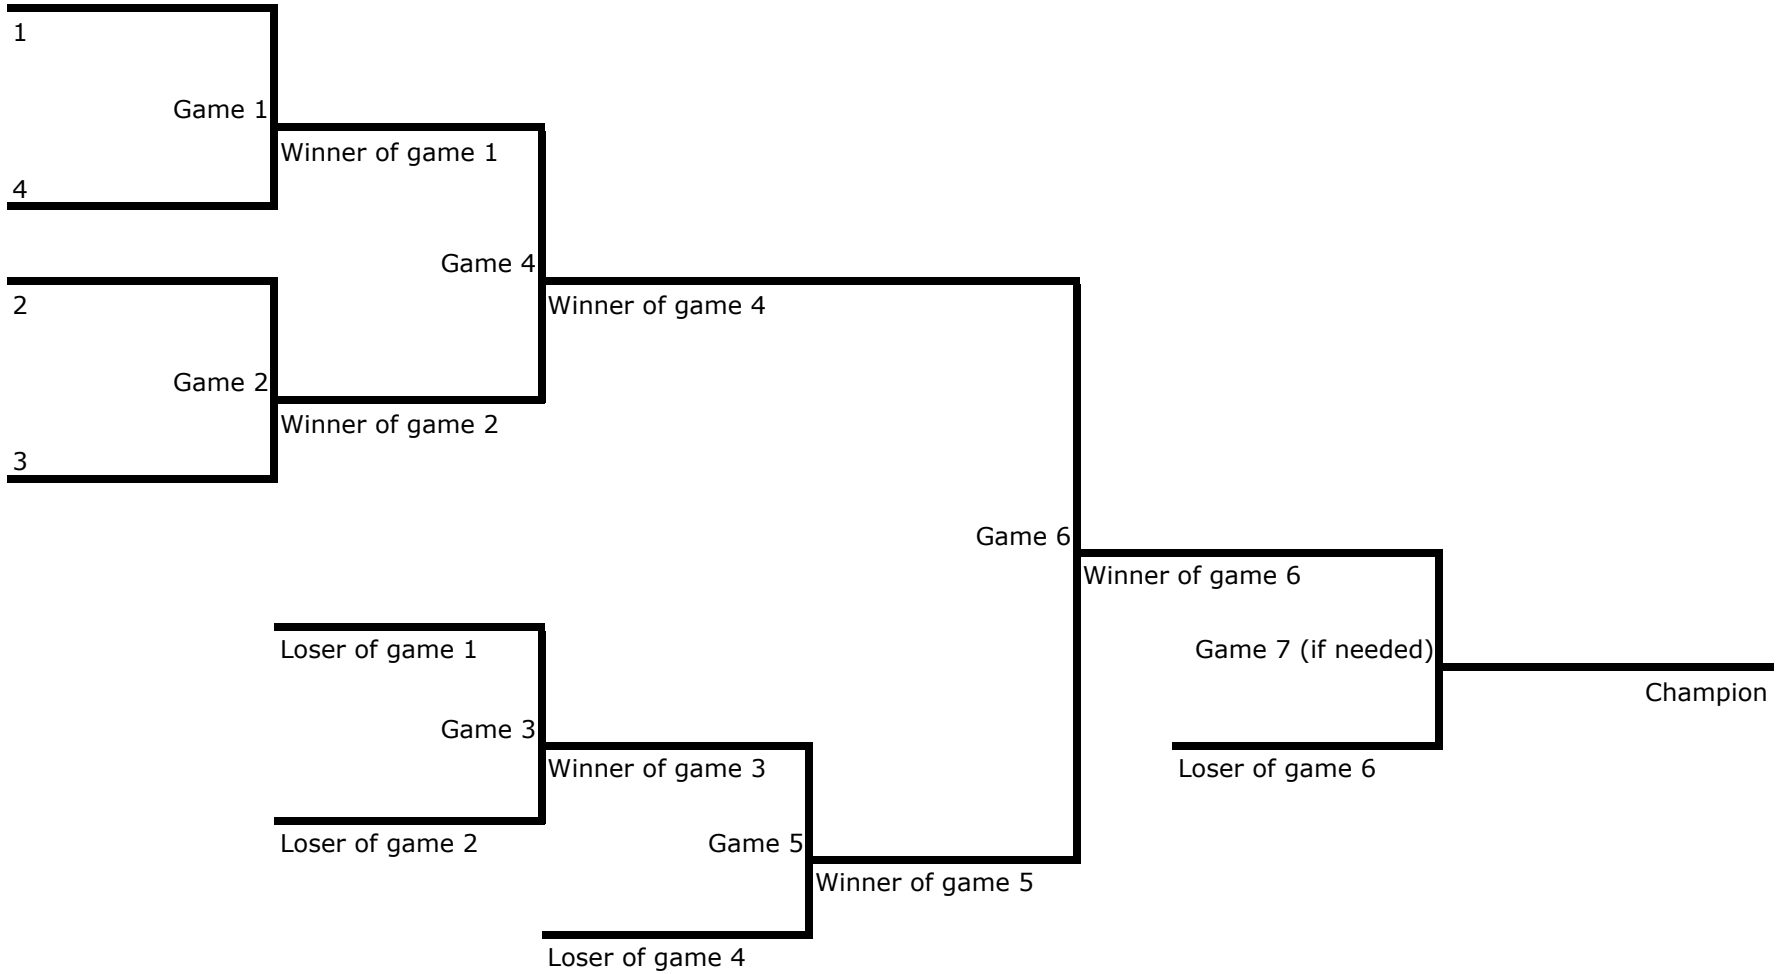 1
Game 1
Winner of game 1
4
Game 4
2
Winner of game 4
Game 2
Winner of game 2
3
Game 6
Winner of game 6
Loser of game 1
Game 7 (if needed)
Champion
Game 3
Winner of game 3
Loser of game 6
Loser of game 2
Game 5
Winner of game 5
Loser of game 4